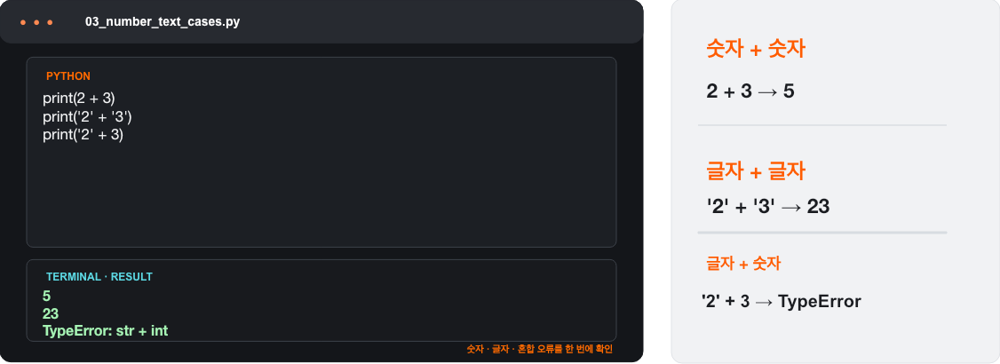 03_number_text_cases.py
PYTHON
print(2 + 3)
print('2' + '3')
print('2' + 3)
TERMINAL · RESULT
5
23
TypeError: str + int
숫자 · 글자 · 혼합 오류를 한 번에 확인
숫자 + 숫자
2 + 3 → 5
글자 + 글자
'2' + '3' → 23
글자 + 숫자
'2' + 3 → TypeError